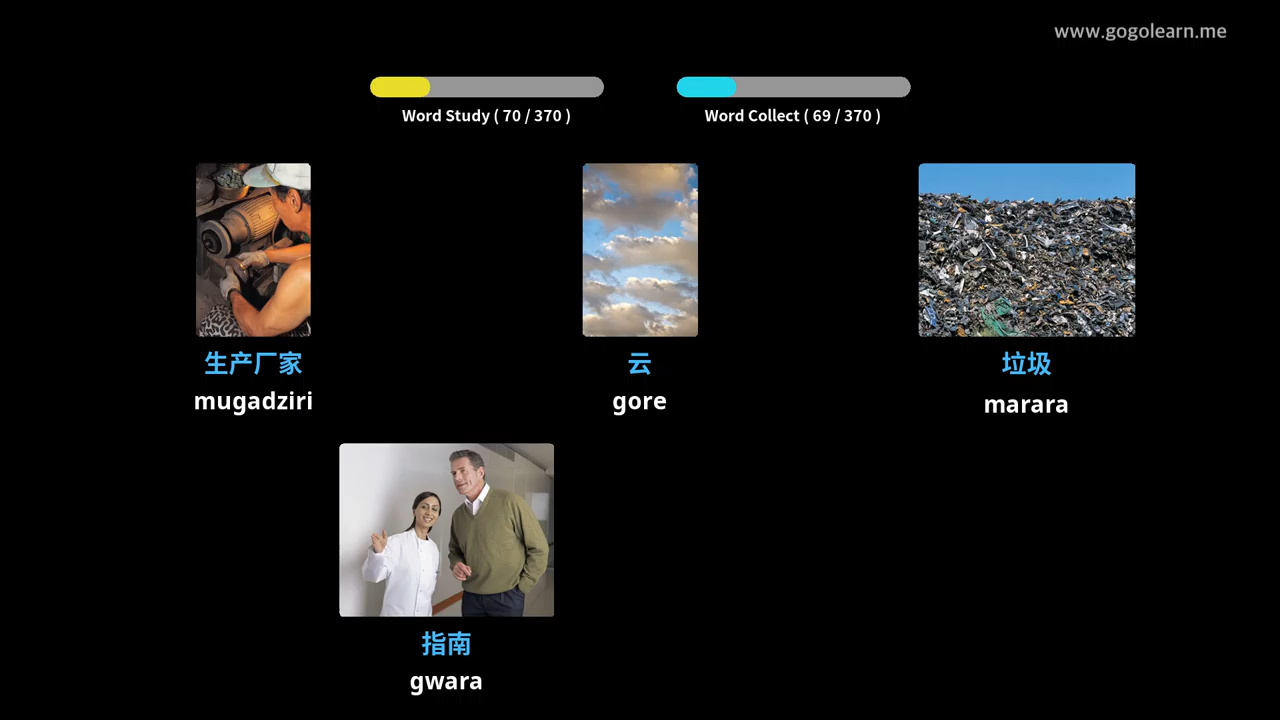 www.gogolearn.me
Word Study ( 70 / 370 )
Word Collect ( 69 / 370 )
生产厂家
mugadziri
云
gore
垃圾
marara
指南
gwara